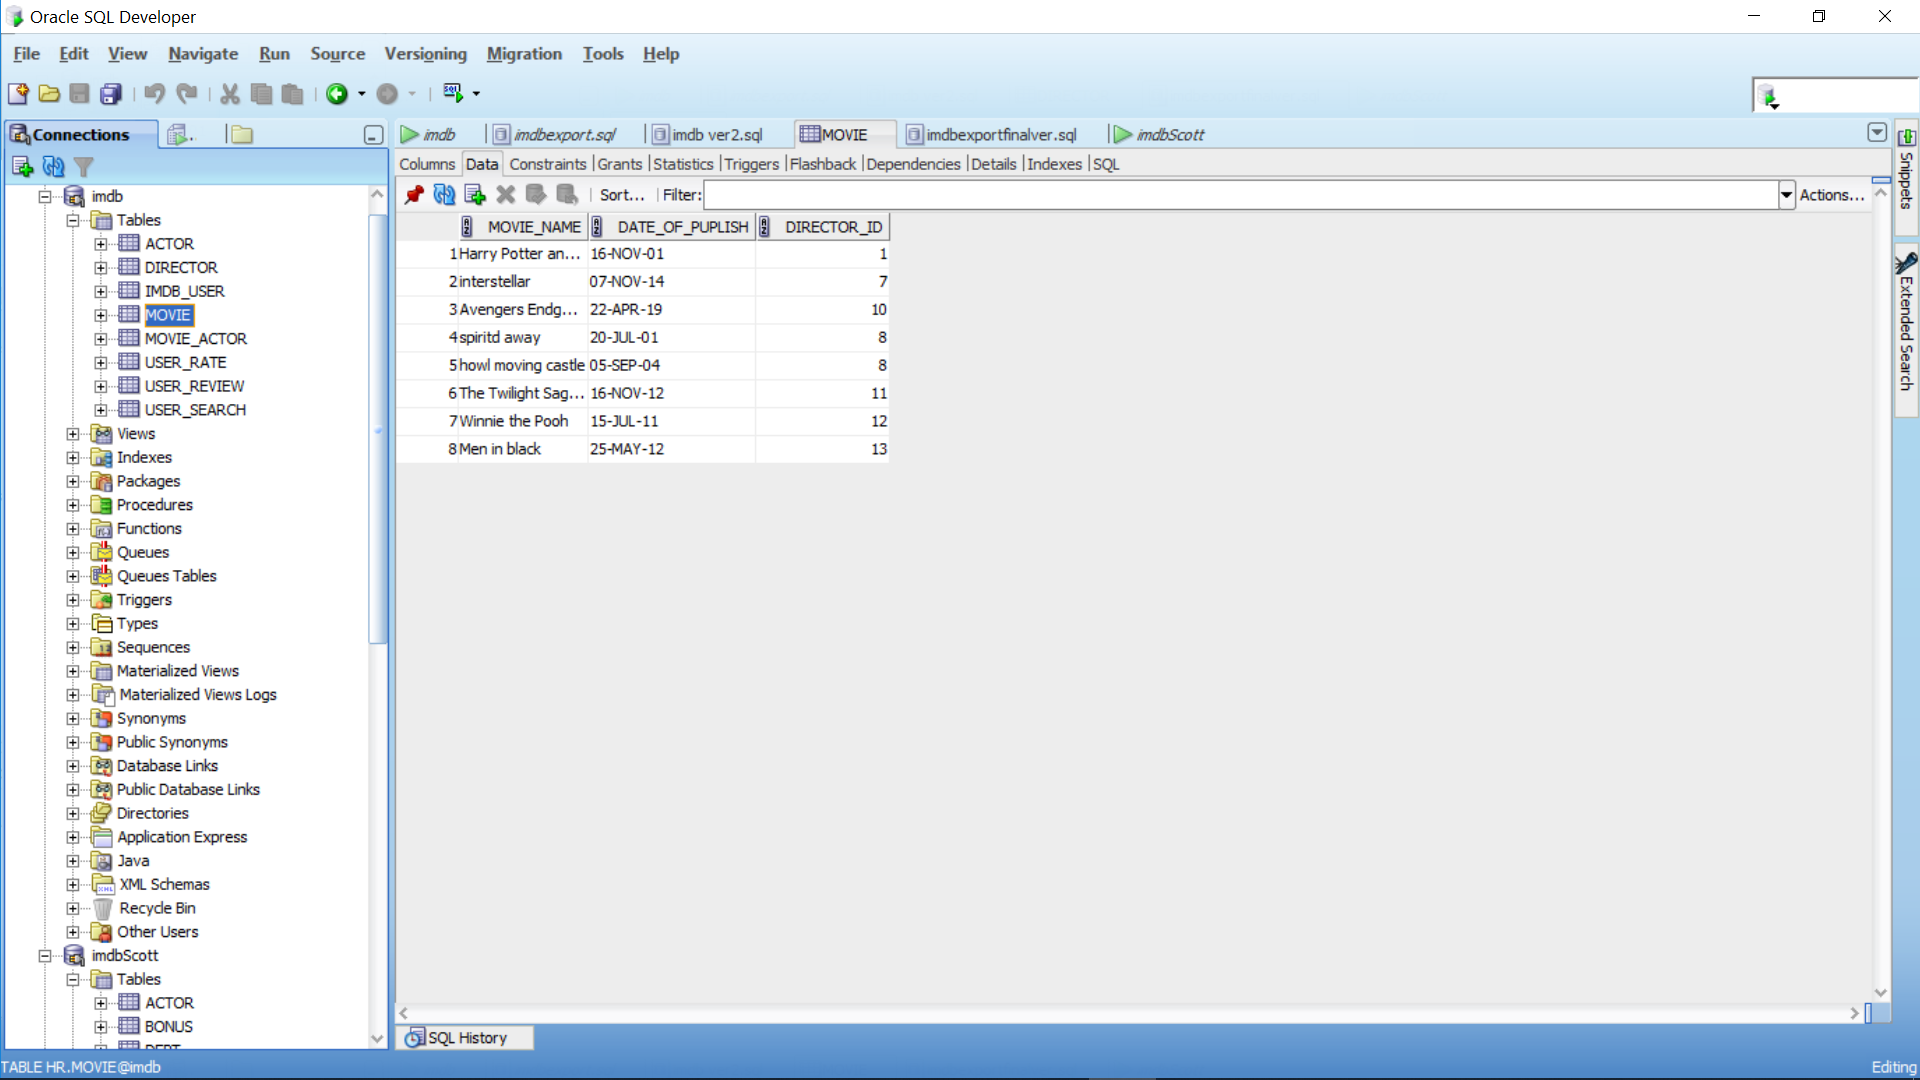 Oracle SQL Developer
File Edit View Navigate Run Source Versioning Migration Tools Help
Connections
imdb
Tables
ACTOR
DIRECTOR
IMDB_USER
MOVIE
MOVIE_ACTOR
USER_RATE
USER_REVIEW
USER_SEARCH
Views
Indexes
Packages
Procedures
Functions
Queues
Queues Tables
Triggers
Types
Sequences
Materialized Views
Materialized Views Logs
Synonyms
Public Synonyms
Database Links
Public Database Links
Directories
Application Express
Java
XML Schemas
Recycle Bin
Other Users
imdbScott
Tables
ACTOR
BONUS
imdb imdbexport.sql imdb ver2.sql MOVIE imdbexportfinalver.sql imdbScott
Columns Data Constraints Grants Statistics Triggers Flashback Dependencies Details Indexes SQL
Sort... Filter: Actions...
MOVIE_NAME DATE_OF_PUPLISH DIRECTOR_ID
1 Harry Potter an... 16-NOV-01 1
2 interstellar 07-NOV-14 7
3 Avengers Endg... 22-APR-19 10
4 spiritd away 20-JUL-01 8
5 howl moving castle 05-SEP-04 8
6 The Twilight Sag... 16-NOV-12 11
7 Winnie the Pooh 15-JUL-11 12
8 Men in black 25-MAY-12 13
SQL History
Snippets
Extended Search
TABLE HR.MOVIE@imdb Editing